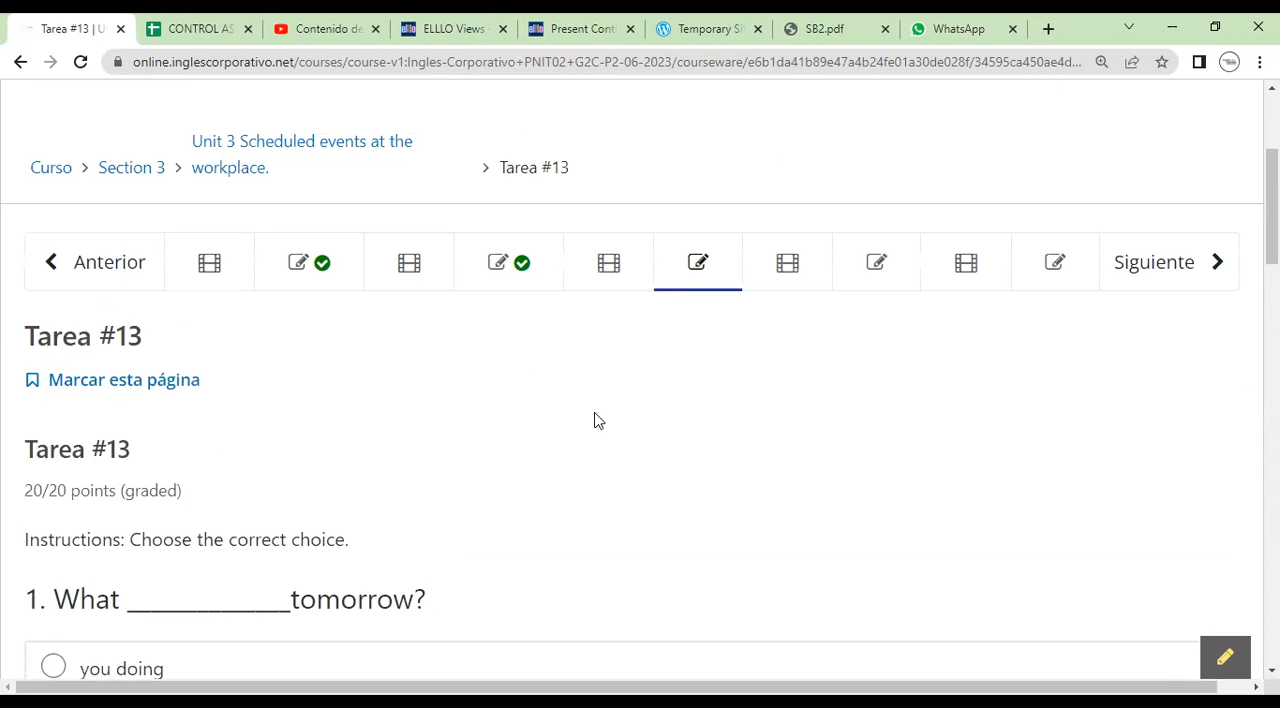 Tarea #13 | U
CONTROL AS
Contenido de
ELLLO Views
Present Cont
Temporary Si
SB2.pdf
WhatsApp
online.inglescorporativo.net/courses/course-v1:Ingles-Corporativo+PNIT02+G2C-P2-06-2023/courseware/e6b1da41b89e47a4b24fe01a30de028f/34595ca450ae4d...
Unit 3 Scheduled events at the
Curso > Section 3 > workplace. > Tarea #13
Anterior
Siguiente
Tarea #13
Marcar esta página
Tarea #13
20/20 points (graded)
Instructions: Choose the correct choice.
1. What _____________tomorrow?
you doing